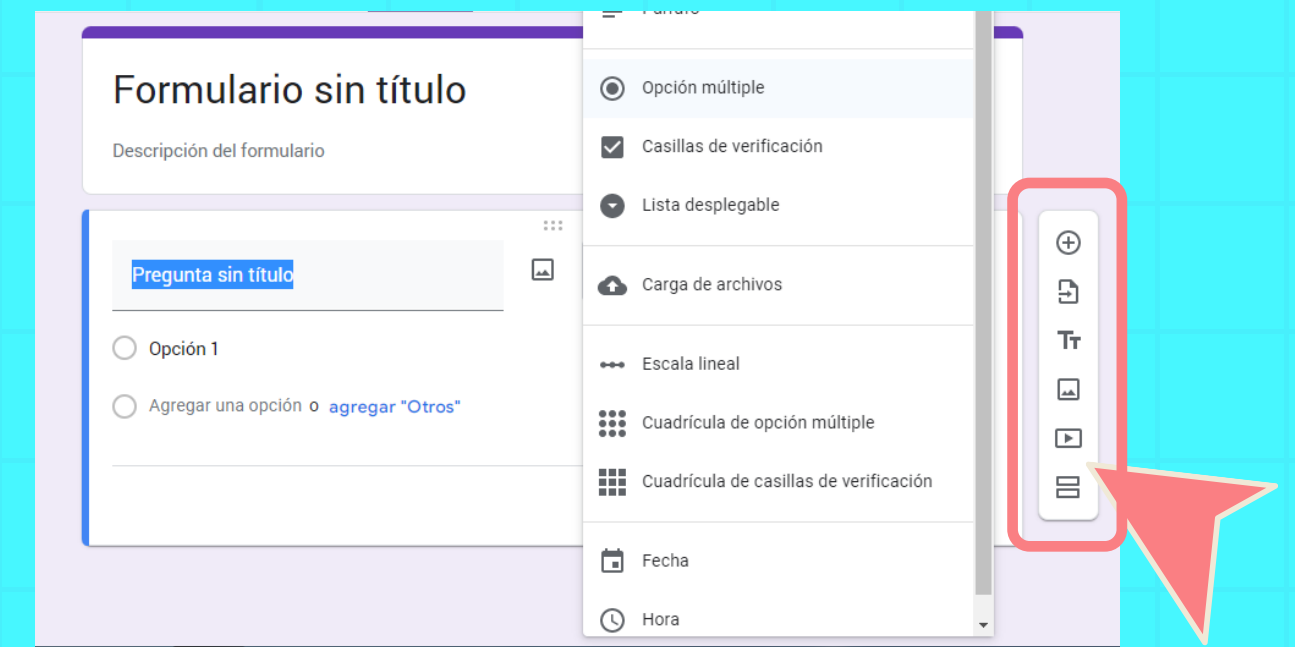 Formulario sin título
Descripción del formulario
Pregunta sin título
Opción 1
Agregar una opción o agregar "Otros"
Opción múltiple
Casillas de verificación
Lista desplegable
Carga de archivos
Escala lineal
Cuadrícula de opción múltiple
Cuadrícula de casillas de verificación
Fecha
Hora